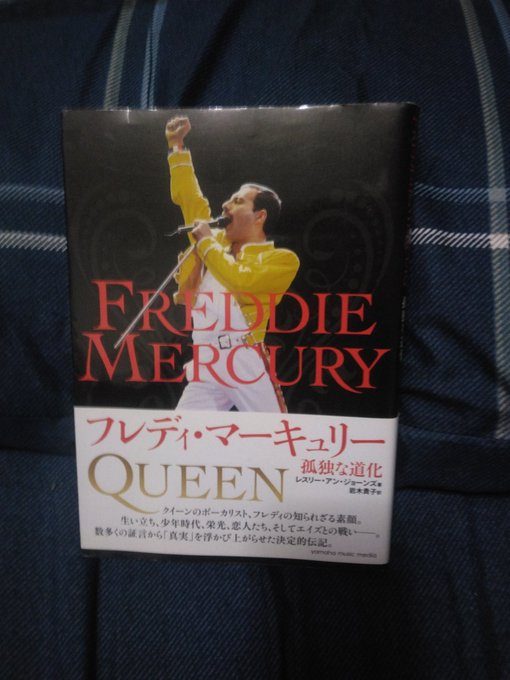 FREDDIE
MERCURY
フレディ・マーキュリー
孤独な道化
QUEEN
レスリー・アン・ジョーンズ 著
岩木貴子 訳
クイーンのボーカリスト、フレディの知られざる素顔。
生い立ち、少年時代、栄光、恋人たち、そしてエイズとの戦い――。
数多くの証言から「真実」を浮かび上がらせた決定的伝記。
yamaha music media